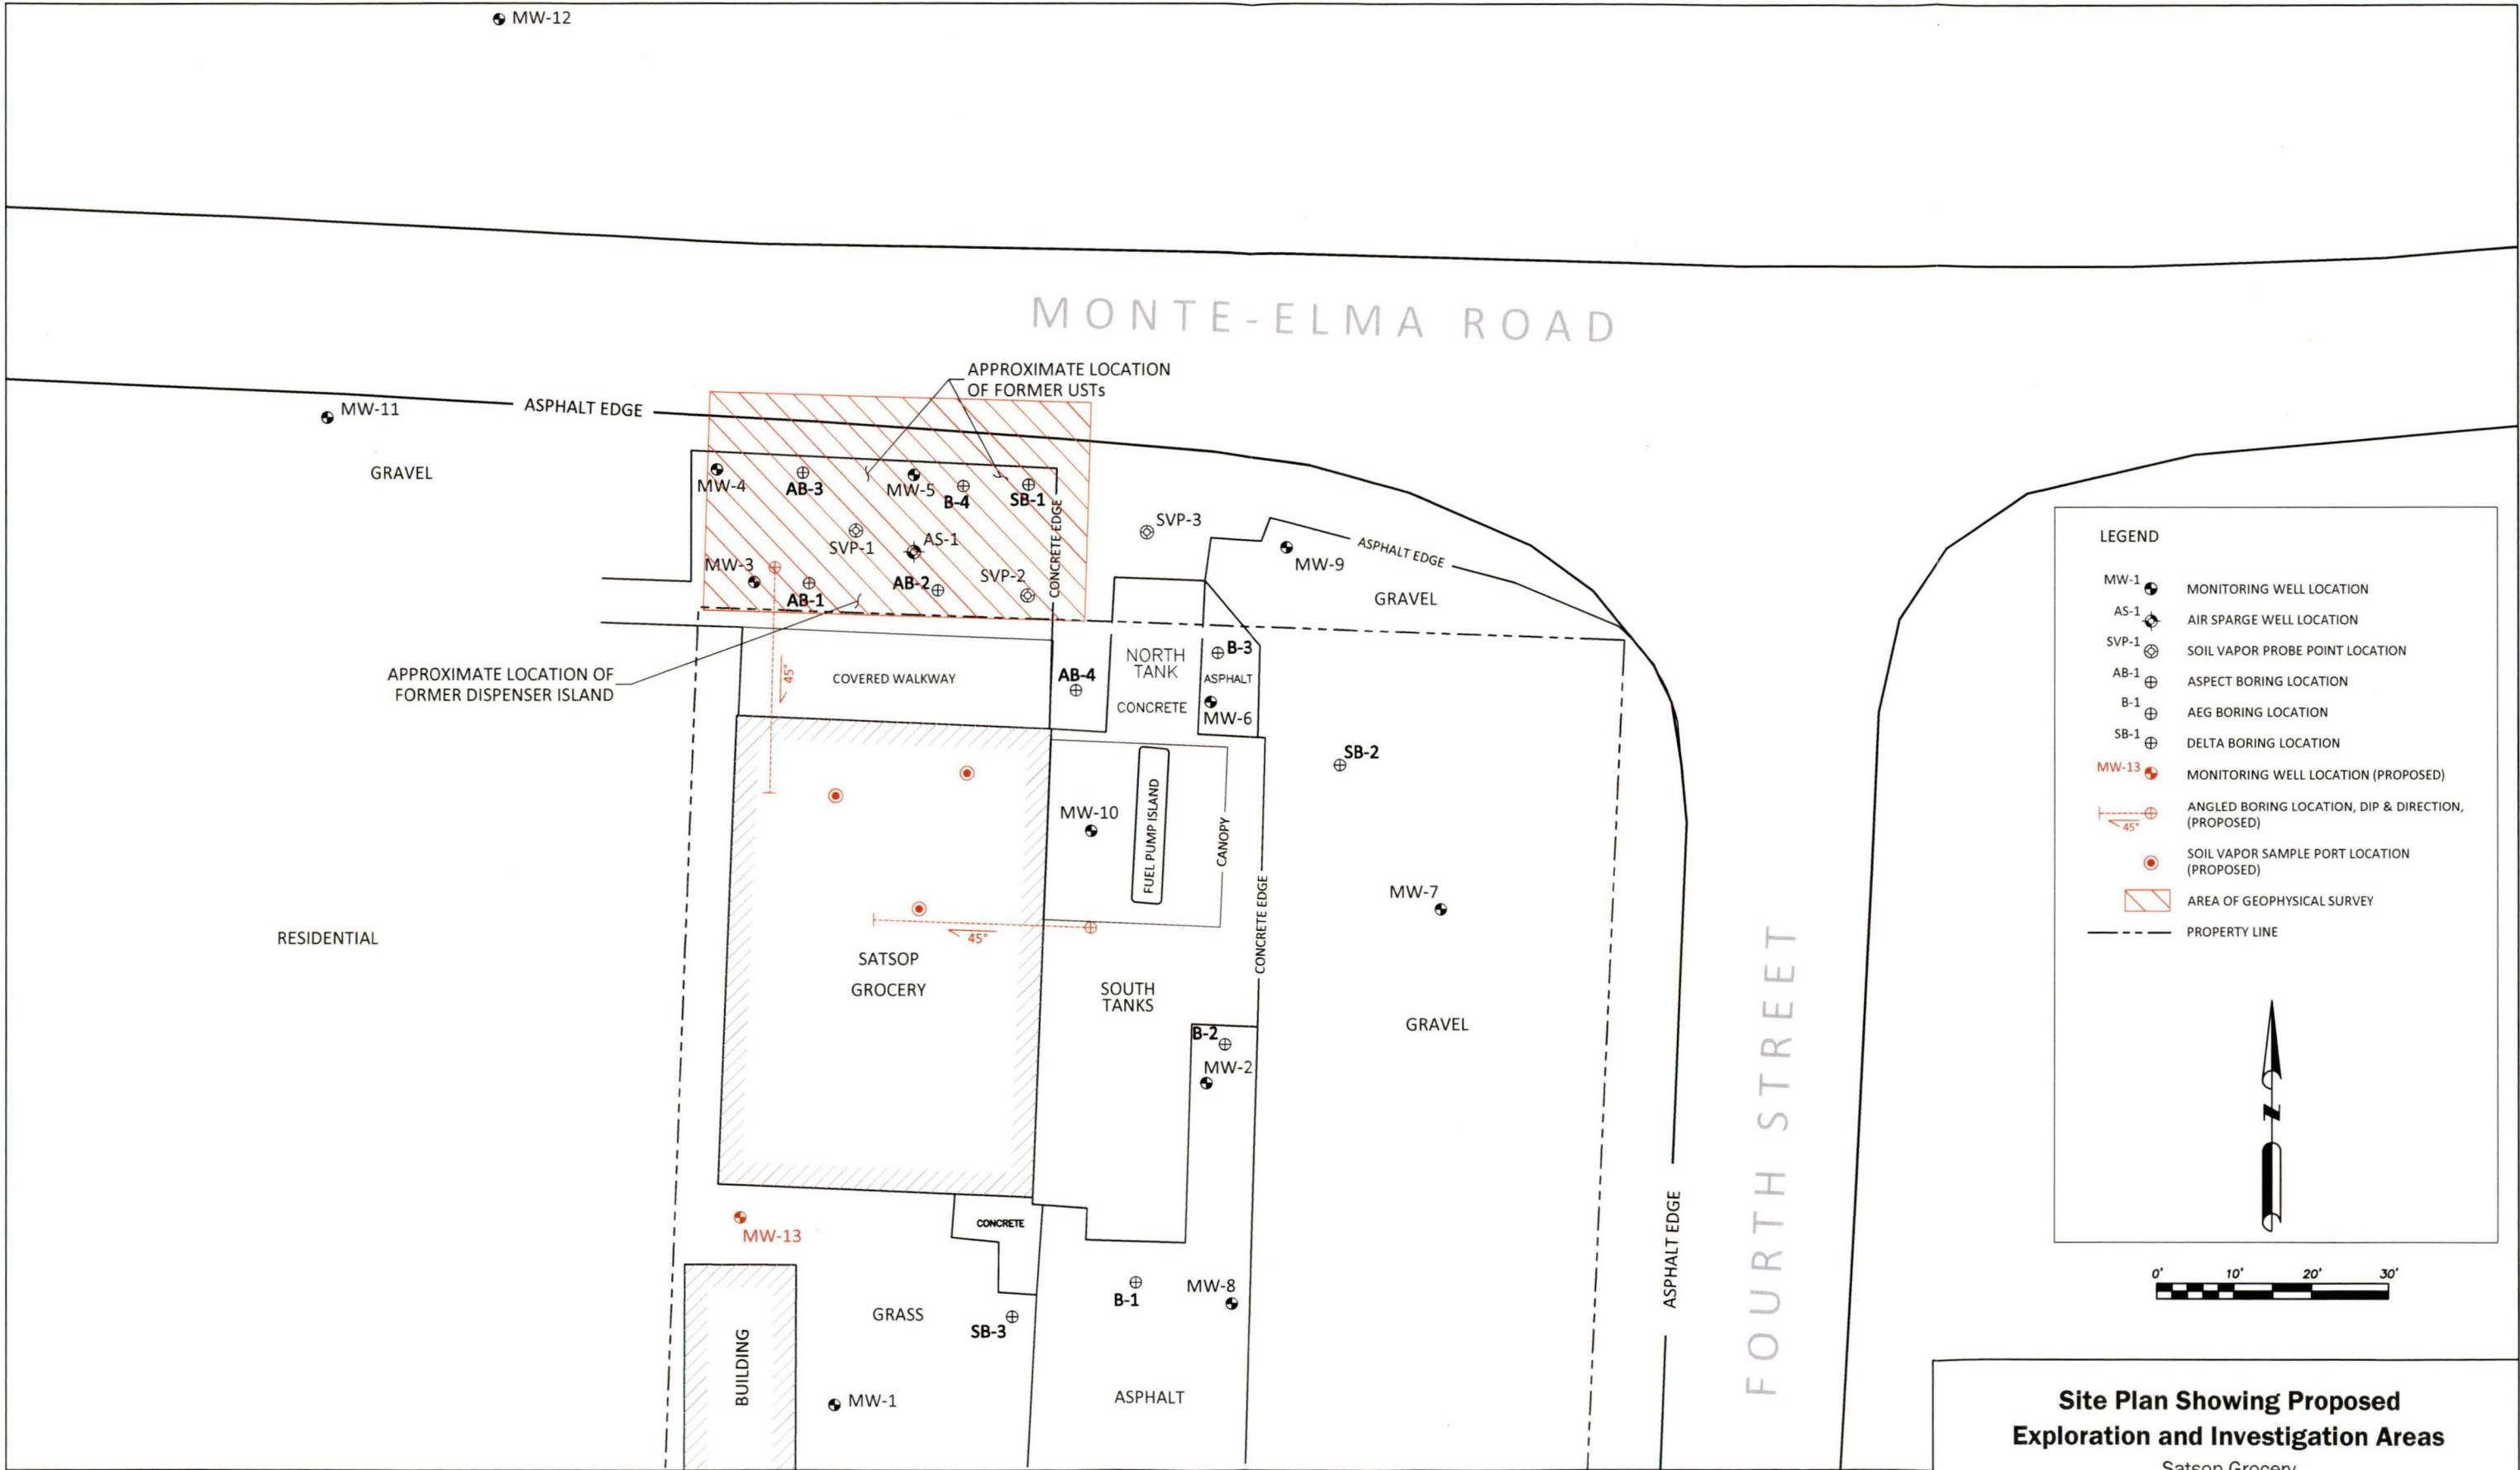 MW-12
MONTE-ELMA ROAD
APPROXIMATE LOCATION
OF FORMER USTs
MW-11
ASPHALT EDGE
GRAVEL
MW-4
AB-3
MW-5
B-4
SB-1
CONCRETE EDGE
SVP-1
AS-1
SVP-3
MW-3
AB-1
AB-2
SVP-2
MW-9
ASPHALT EDGE
GRAVEL
APPROXIMATE LOCATION OF
FORMER DISPENSER ISLAND
45°
COVERED WALKWAY
AB-4
NORTH
TANK
CONCRETE
B-3
ASPHALT
MW-6
SB-2
MW-10
FUEL PUMP ISLAND
CANOPY
CONCRETE EDGE
MW-7
RESIDENTIAL
45°
SATSOP
GROCERY
SOUTH
TANKS
GRAVEL
B-2
MW-2
FOURTH STREET
ASPHALT EDGE
MW-13
CONCRETE
BUILDING
GRASS
SB-3
B-1
MW-8
MW-1
ASPHALT
LEGEND
MW-1 MONITORING WELL LOCATION
AS-1 AIR SPARGE WELL LOCATION
SVP-1 SOIL VAPOR PROBE POINT LOCATION
AB-1 ASPECT BORING LOCATION
B-1 AEG BORING LOCATION
SB-1 DELTA BORING LOCATION
MW-13 MONITORING WELL LOCATION (PROPOSED)
45° ANGLED BORING LOCATION, DIP & DIRECTION,
(PROPOSED)
SOIL VAPOR SAMPLE PORT LOCATION
(PROPOSED)
AREA OF GEOPHYSICAL SURVEY
PROPERTY LINE
N
0' 10' 20' 30'
Site Plan Showing Proposed
Exploration and Investigation Areas
Satsop Grocery